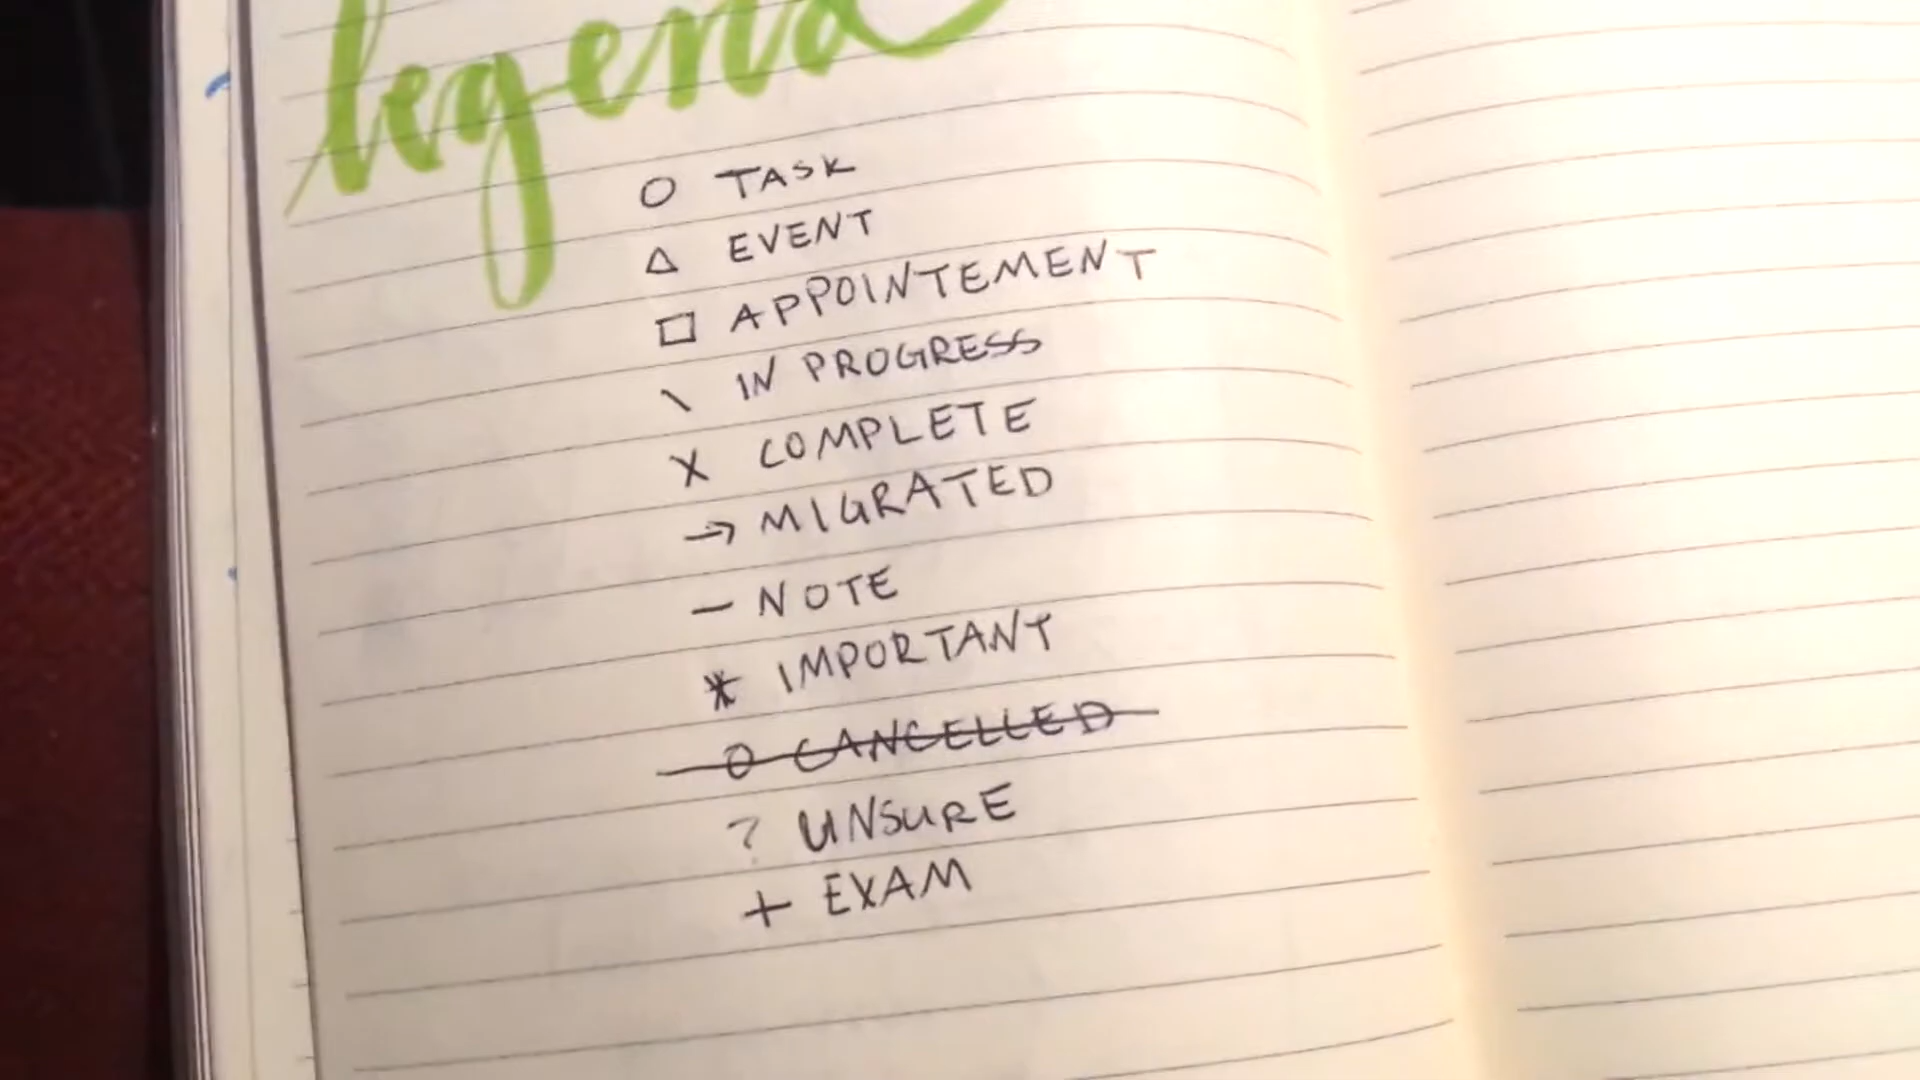 legend
O TASK
△ EVENT
□ APPOINTEMENT
\ IN PROGRESS
X COMPLETE
→ MIGRATED
— NOTE
* IMPORTANT
O CANCELLED
? UNSURE
+ EXAM